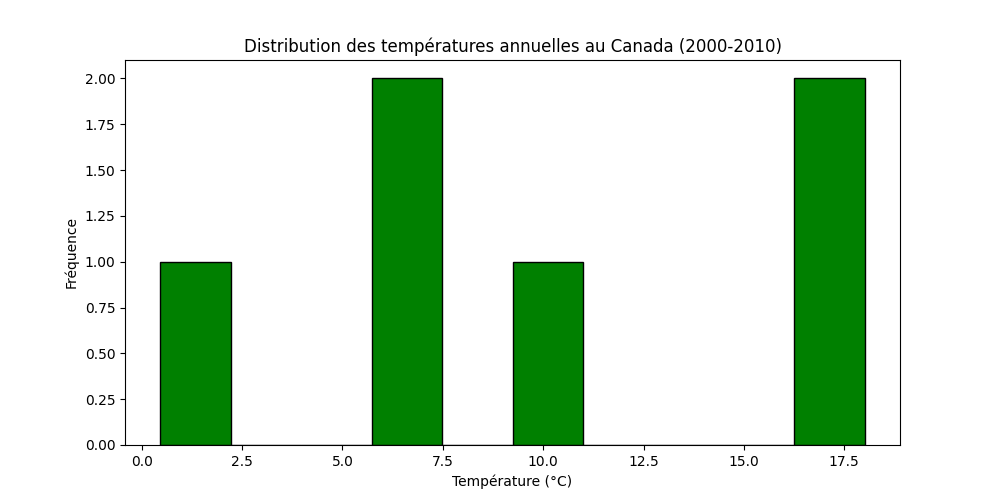 Distribution des températures annuelles au Canada (2000-2010)
2.00
1.75
1.50
1.25
1.00
0.75
0.50
0.25
0.00
Fréquence
0.0 2.5 5.0 7.5 10.0 12.5 15.0 17.5
Température (°C)